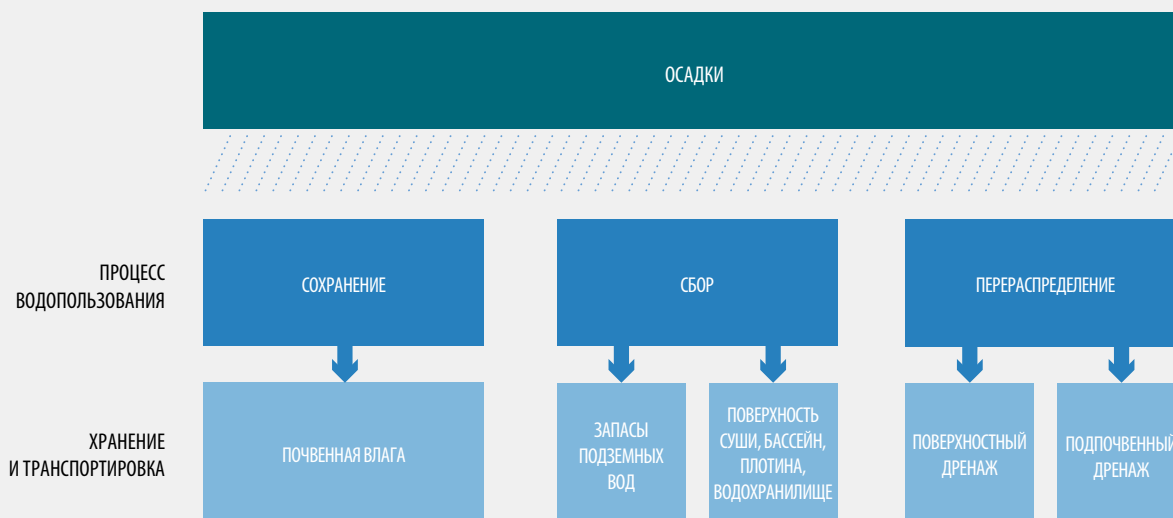 ОСАДКИ
ПРОЦЕСС
ВОДОПОЛЬЗОВАНИЯ
СОХРАНЕНИЕ
СБОР
ПЕРЕРАСПРЕДЕЛЕНИЕ
ХРАНЕНИЕ
И ТРАНСПОРТИРОВКА
ПОЧВЕННАЯ ВЛАГА
ЗАПАСЫ
ПОДЗЕМНЫХ
ВОД
ПОВЕРХНОСТЬ
СУШИ, БАССЕЙН,
ПЛОТИНА,
ВОДОХРАНИЛИЩЕ
ПОВЕРХНОСТНЫЙ
ДРЕНАЖ
ПОДПОЧВЕННЫЙ
ДРЕНАЖ